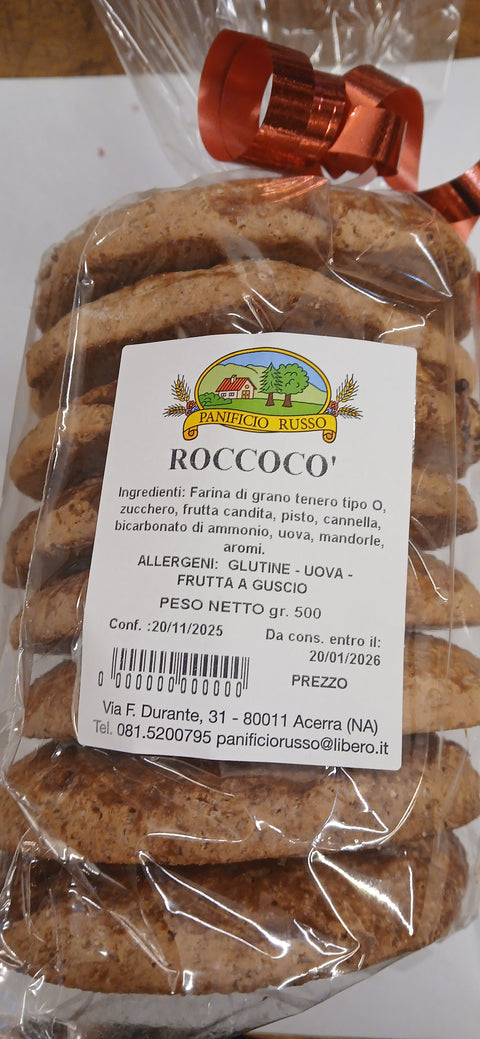 PANIFICIO RUSSO
ROCCOCO'
Ingredienti: Farina di grano tenero tipo O,
zucchero, frutta candita, pisto, cannella,
bicarbonato di ammonio, uova, mandorle,
aromi.
ALLERGENI: GLUTINE - UOVA -
FRUTTA A GUSCIO
PESO NETTO gr. 500
Conf. :20/11/2025
Da cons. entro il:
20/01/2026
PREZZO
0 000000 000000
Via F. Durante, 31 - 80011 Acerra (NA)
Tel. 081.5200795 panificiorusso@libero.it